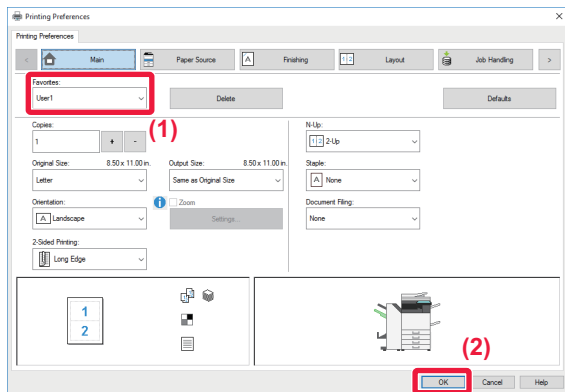 Printing Preferences
Printing Preferences
Main
Paper Source
Finishing
Layout
Job Handling
Favorites:
User1
Delete
Defaults
(1)
Copies:
1
+
-
N-Up:
1 2 2-Up
Original Size: 8.50 x 11.00 in.
Output Size: 8.50 x 11.00 in.
Staple:
Letter
Same as Original Size
A None
Orientation:
Zoom
Document Filing:
A Landscape
Settings...
None
2-Sided Printing:
Long Edge
1
2
(2)
OK
Cancel
Help